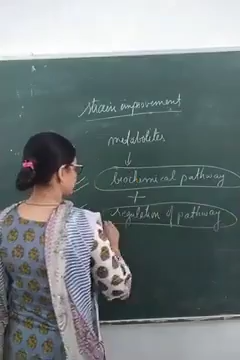 strain improvement
metabolites
↓
biochemical pathway
+
regulation of pathway